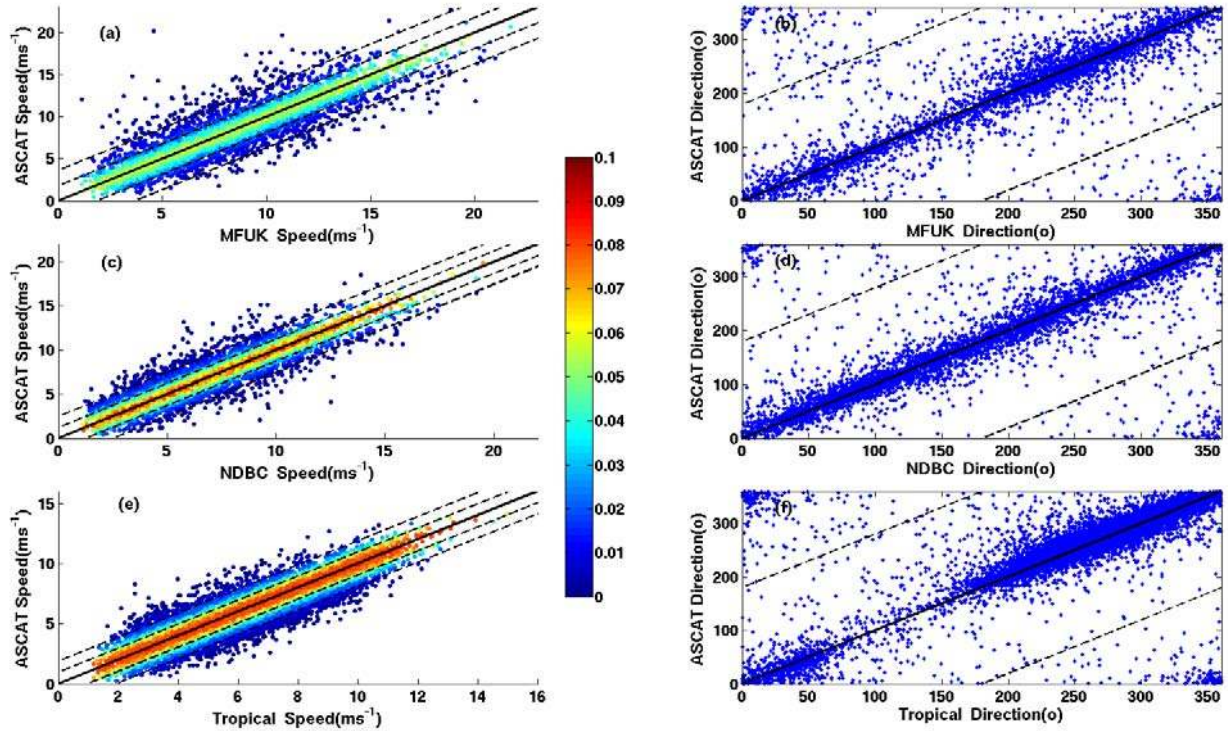 (a)
ASCAT Speed(ms⁻¹)
20
15
10
5
0
0 5 10 15 20
MFUK Speed(ms⁻¹)
(b)
ASCAT Direction(o)
300
200
100
0
0 50 100 150 200 250 300 350
MFUK Direction(o)
(c)
ASCAT Speed(ms⁻¹)
20
15
10
5
0
0 5 10 15 20
NDBC Speed(ms⁻¹)
0.1
0.09
0.08
0.07
0.06
0.05
0.04
0.03
0.02
0.01
0
(d)
ASCAT Direction(o)
300
200
100
0
0 50 100 150 200 250 300 350
NDBC Direction(o)
(e)
ASCAT Speed(ms⁻¹)
15
10
5
0
0 2 4 6 8 10 12 14 16
Tropical Speed(ms⁻¹)
(f)
ASCAT Direction(o)
300
200
100
0
0 50 100 150 200 250 300 350
Tropical Direction(o)